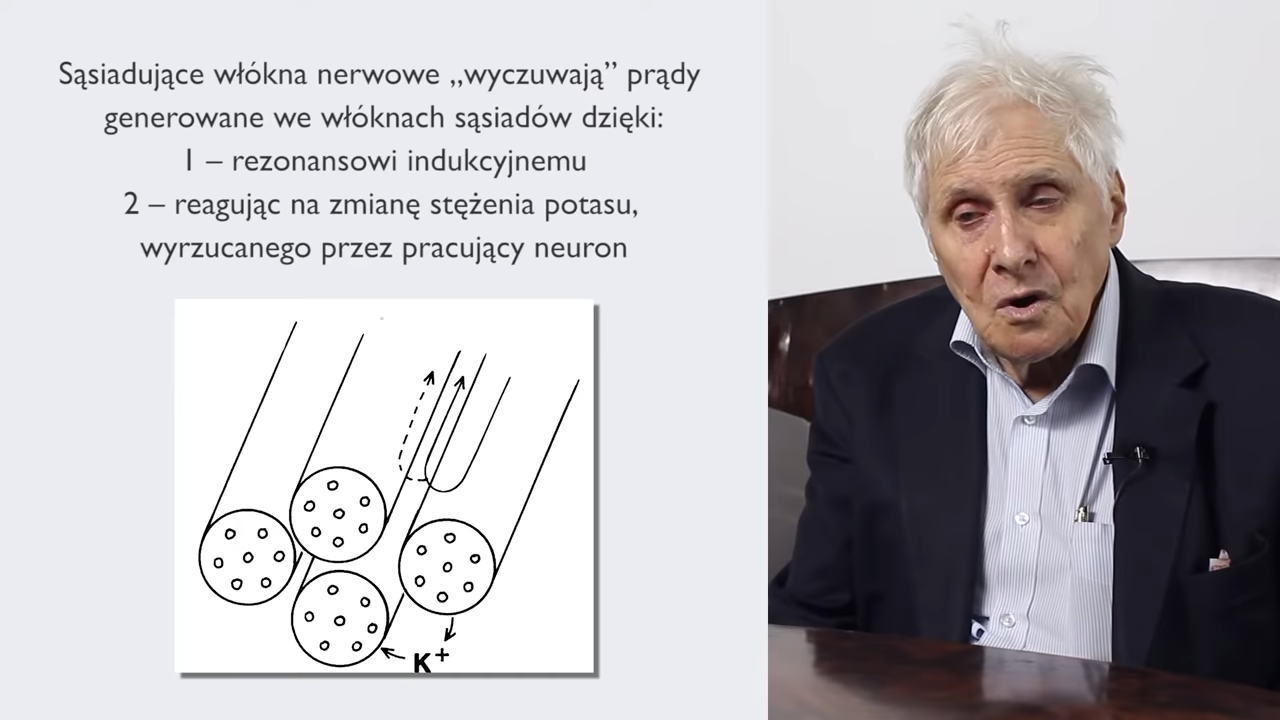 Sąsiadujące włókna nerwowe „wyczuwają” prądy
generowane we włóknach sąsiadów dzięki:
1 – rezonansowi indukcyjnemu
2 – reagując na zmianę stężenia potasu,
wyrzucanego przez pracujący neuron
K⁺